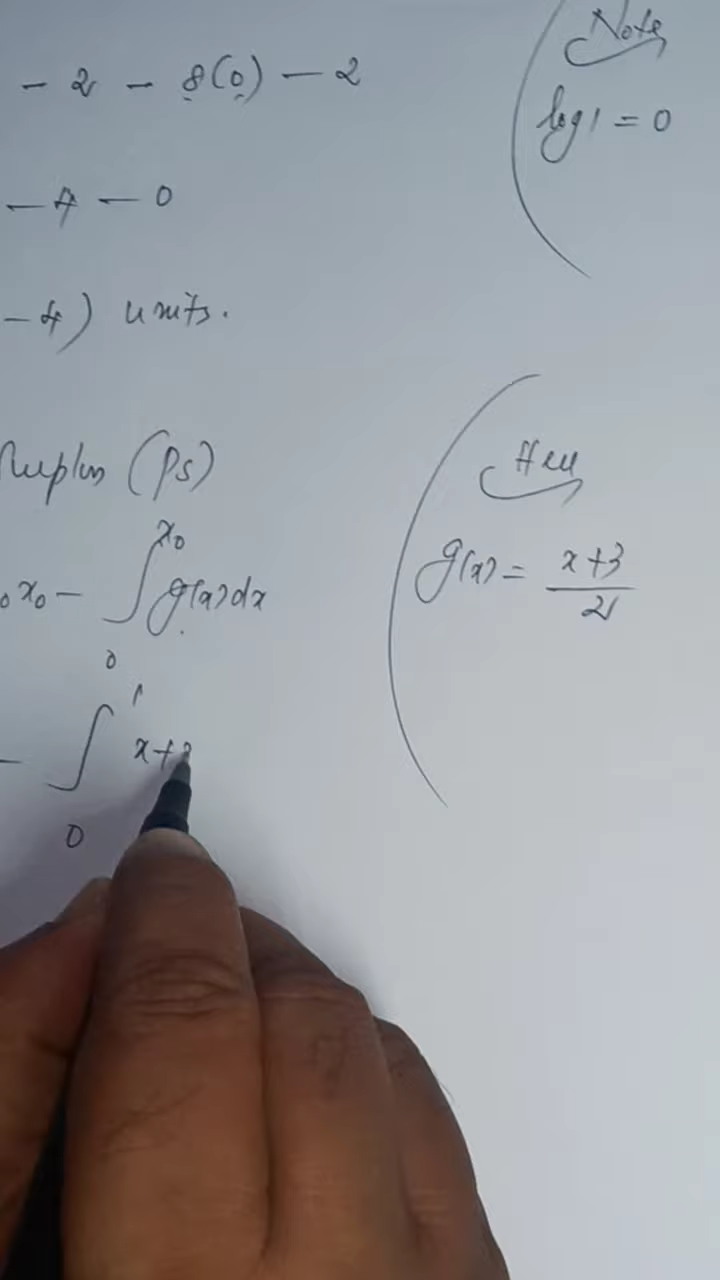 - 2 - 8(0) - 2
Note
log 1 = 0
- 4 - 0
- 4) units.
(PS)
Here
x₀ - ∫₀^x₀ g(x)dx
g(x) = (x+3)/2
- ∫₀^1 x+3